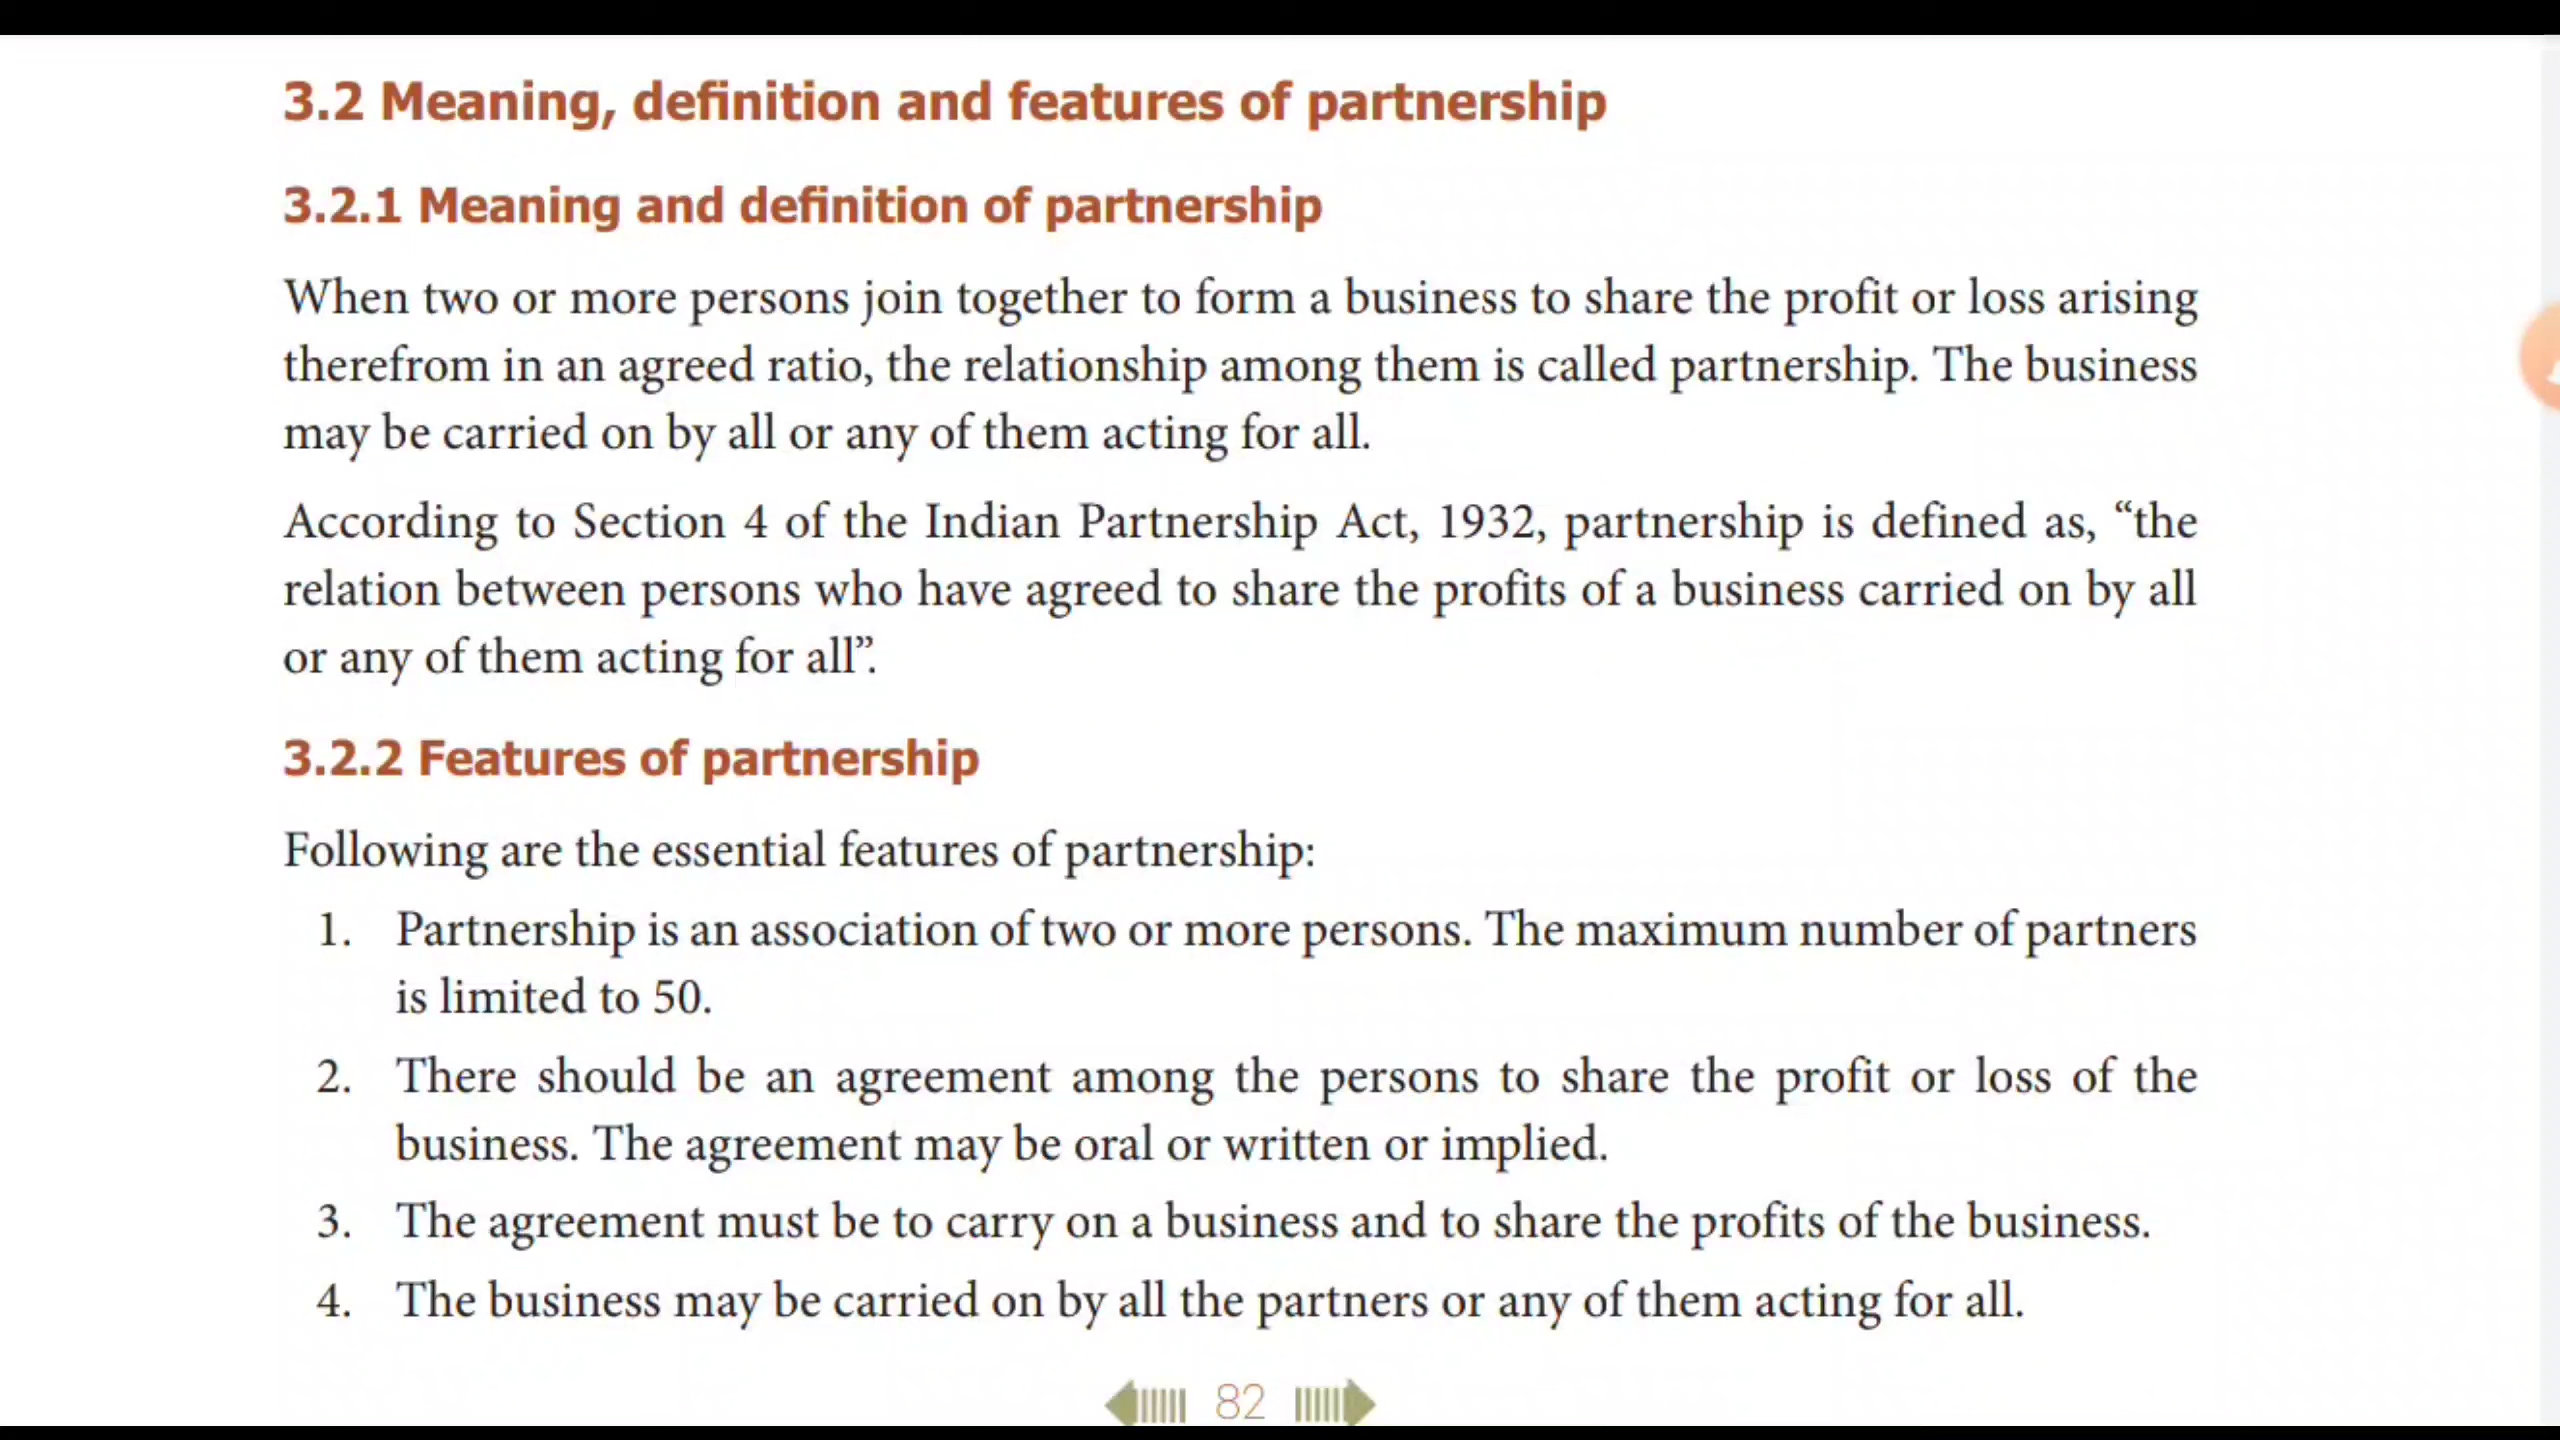 3.2 Meaning, definition and features of partnership
3.2.1 Meaning and definition of partnership
When two or more persons join together to form a business to share the profit or loss arising
therefrom in an agreed ratio, the relationship among them is called partnership. The business
may be carried on by all or any of them acting for all.
According to Section 4 of the Indian Partnership Act, 1932, partnership is defined as, “the
relation between persons who have agreed to share the profits of a business carried on by all
or any of them acting for all”.
3.2.2 Features of partnership
Following are the essential features of partnership:
1. Partnership is an association of two or more persons. The maximum number of partners
is limited to 50.
2. There should be an agreement among the persons to share the profit or loss of the
business. The agreement may be oral or written or implied.
3. The agreement must be to carry on a business and to share the profits of the business.
4. The business may be carried on by all the partners or any of them acting for all.
82